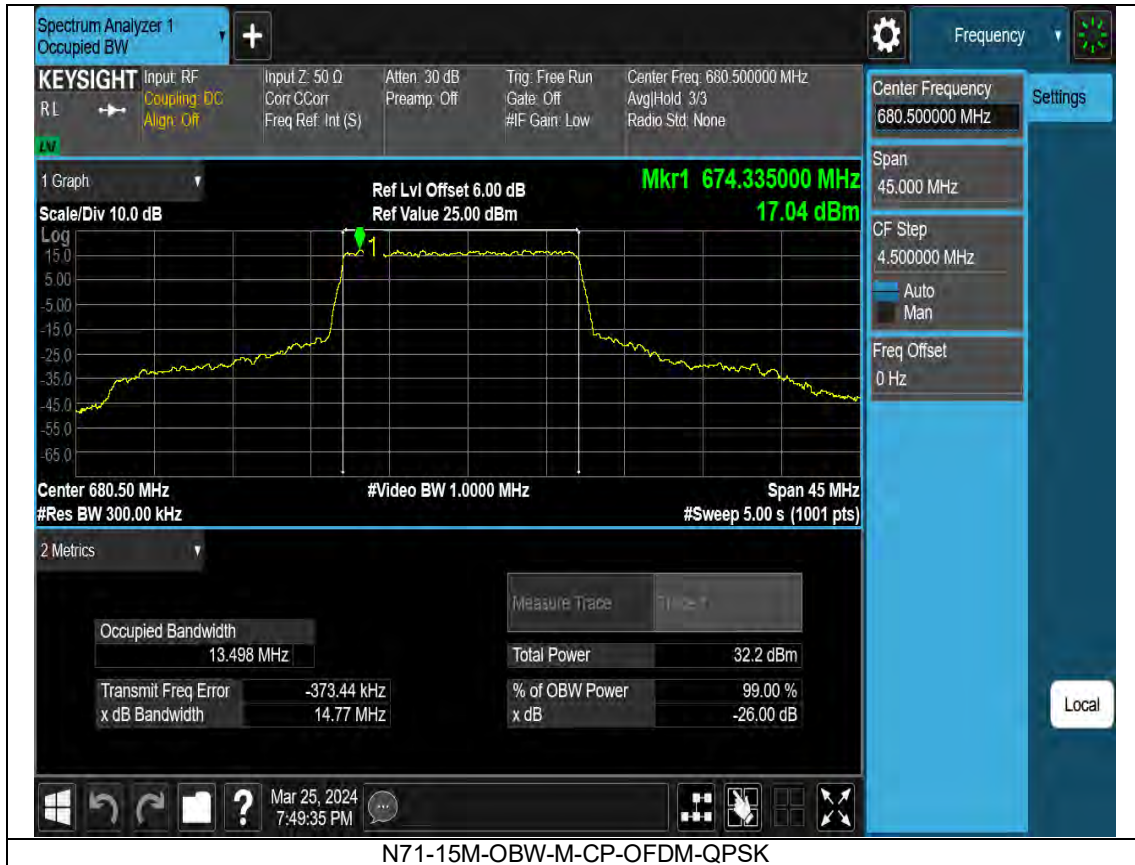 Spectrum Analyzer 1
Occupied BW
Frequency
KEYSIGHT
RL
Input: RF
Coupling: DC
Align: Off
Input Z: 50 Ω
Corr CCorr
Freq Ref: Int (S)
Atten: 30 dB
Preamp: Off
Trig: Free Run
Gate: Off
#IF Gain: Low
Center Freq: 680.500000 MHz
Avg|Hold: 3/3
Radio Std: None
Center Frequency
680.500000 MHz
Settings
Span
45.000 MHz
CF Step
4.500000 MHz
Auto
Man
Freq Offset
0 Hz
Local
1 Graph
Scale/Div 10.0 dB
Ref Lvl Offset 6.00 dB
Ref Value 25.00 dBm
Mkr1 674.335000 MHz
17.04 dBm
Log
1
15.0
5.00
-5.00
-15.0
-25.0
-35.0
-45.0
-55.0
-65.0
Center 680.50 MHz
#Video BW 1.0000 MHz
Span 45 MHz
#Res BW 300.00 kHz
#Sweep 5.00 s (1001 pts)
2 Metrics
Measure Trace
Occupied Bandwidth
13.498 MHz
Total Power 32.2 dBm
Transmit Freq Error -373.44 kHz
% of OBW Power 99.00 %
x dB Bandwidth 14.77 MHz
x dB -26.00 dB
?
Mar 25, 2024
7:49:35 PM
N71-15M-OBW-M-CP-OFDM-QPSK